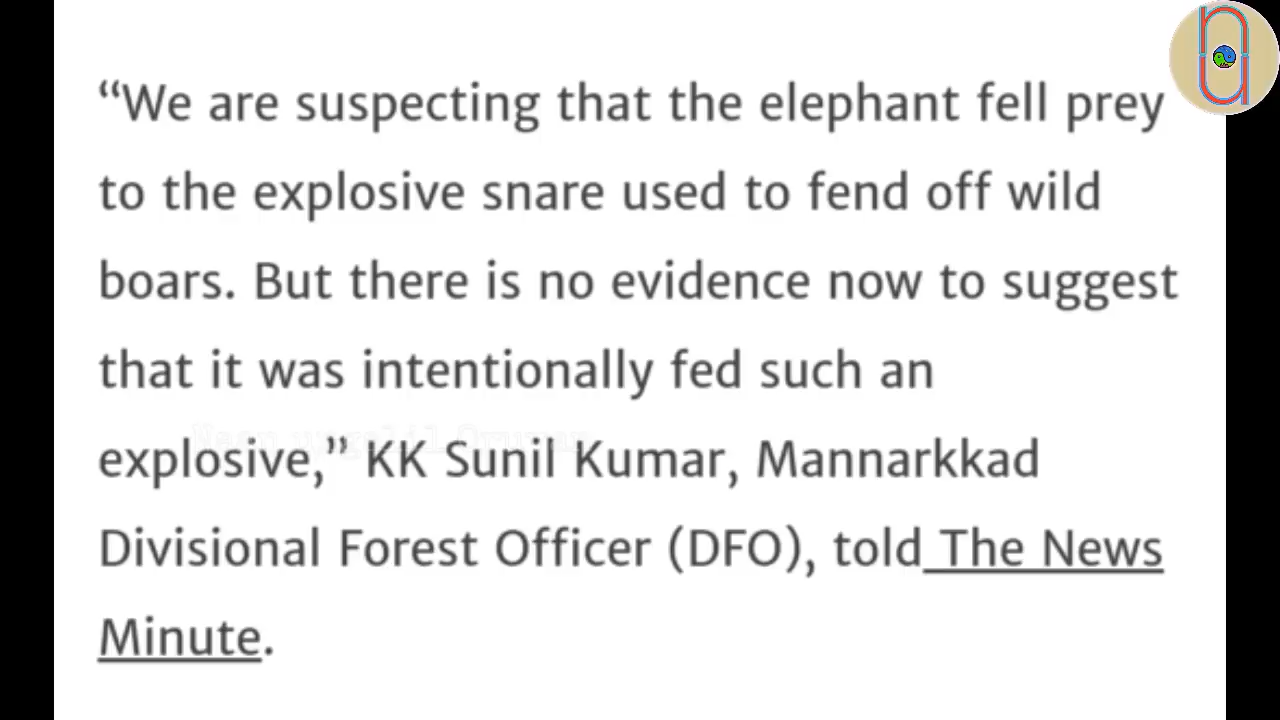 “We are suspecting that the elephant fell prey
to the explosive snare used to fend off wild
boars. But there is no evidence now to suggest
that it was intentionally fed such an
explosive,” KK Sunil Kumar, Mannarkkad
Divisional Forest Officer (DFO), told The News
Minute.